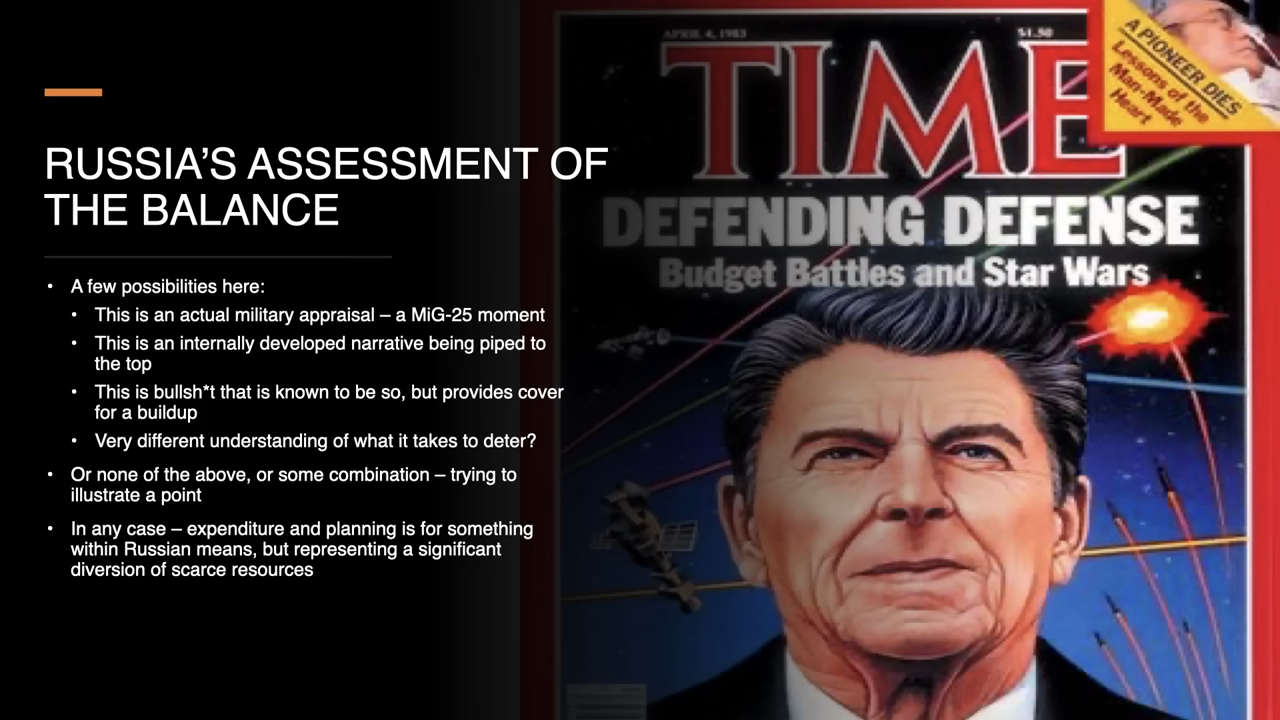 RUSSIA’S ASSESSMENT OF
THE BALANCE
• A few possibilities here:
• This is an actual military appraisal – a MiG-25 moment
• This is an internally developed narrative being piped to
the top
• This is bullsh*t that is known to be so, but provides cover
for a buildup
• Very different understanding of what it takes to deter?
• Or none of the above, or some combination – trying to
illustrate a point
• In any case – expenditure and planning is for something
within Russian means, but representing a significant
diversion of scarce resources
APRIL 4, 1983
$1.50
TIME
DEFENDING DEFENSE
Budget Battles and Star Wars
A PIONEER DIES
Lessons of the
Man-Made
Heart